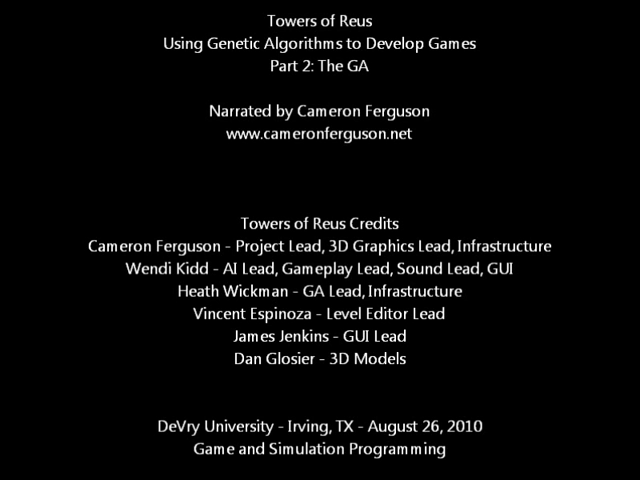 Towers of Reus
Using Genetic Algorithms to Develop Games
Part 2: The GA
Narrated by Cameron Ferguson
www.cameronferguson.net
Towers of Reus Credits
Cameron Ferguson - Project Lead, 3D Graphics Lead, Infrastructure
Wendi Kidd - AI Lead, Gameplay Lead, Sound Lead, GUI
Heath Wickman - GA Lead, Infrastructure
Vincent Espinoza - Level Editor Lead
James Jenkins - GUI Lead
Dan Glosier - 3D Models
DeVry University - Irving, TX - August 26, 2010
Game and Simulation Programming